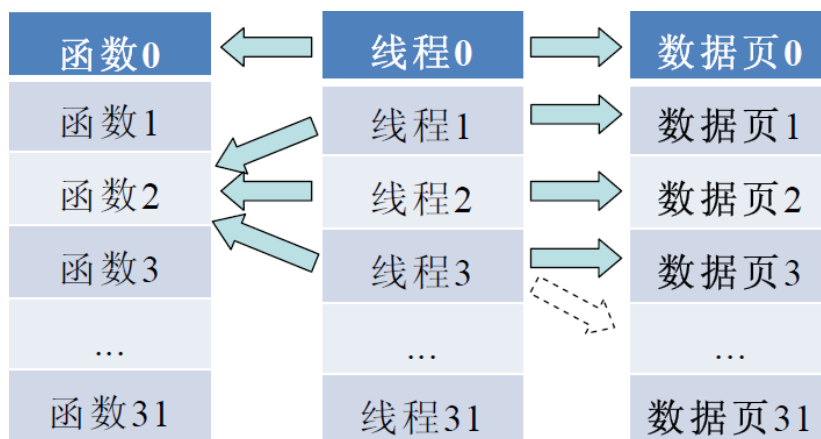 函数0 线程0 数据页0
函数1 线程1 数据页1
函数2 线程2 数据页2
函数3 线程3 数据页3
... ... ...
函数31 线程31 数据页31